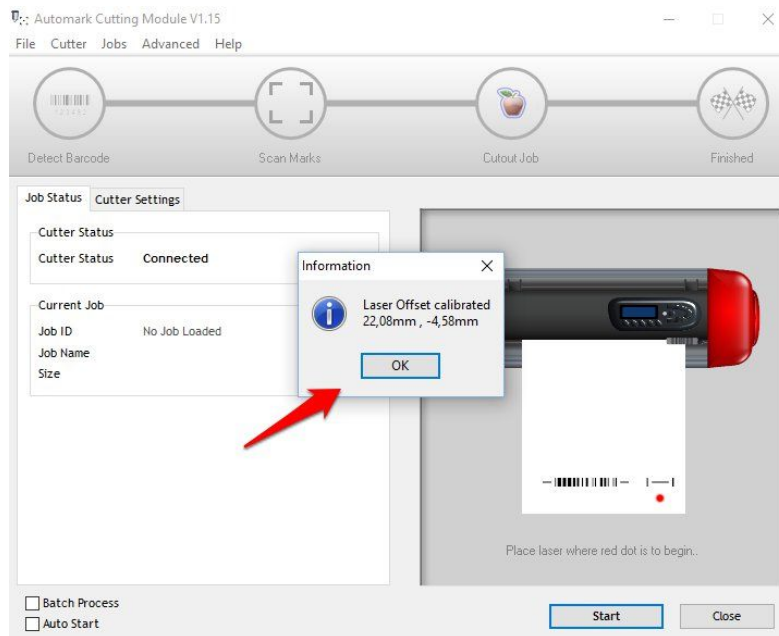 Automark Cutting Module V1.15
File Cutter Jobs Advanced Help
Detect Barcode
Scan Marks
Cutout Job
Finished
Job Status Cutter Settings
Cutter Status
Cutter Status Connected
Current Job
Job ID No Job Loaded
Job Name
Size
Information
Laser Offset calibrated
22,08mm , -4,58mm
OK
Place laser where red dot is to begin..
Batch Process
Auto Start
Start
Close